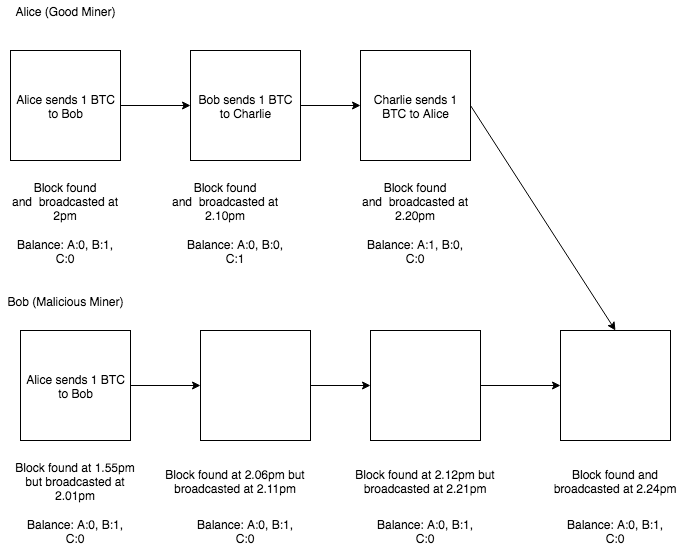 Alice (Good Miner)
Alice sends 1 BTC
to Bob
Bob sends 1 BTC
to Charlie
Charlie sends 1
BTC to Alice
Block found
and  broadcasted at
2pm
Block found
and  broadcasted at
2.10pm
Block found
and  broadcasted at
2.20pm
Balance: A:0, B:1,
C:0
Balance: A:0, B:0,
C:1
Balance: A:1, B:0,
C:0
Bob (Malicious Miner)
Alice sends 1 BTC
to Bob
Block found at 1.55pm
but broadcasted at
2.01pm
Block found at 2.06pm but
broadcasted at 2.11pm
Block found at 2.12pm but
broadcasted at 2.21pm
Block found and
broadcasted at 2.24pm
Balance: A:0, B:1,
C:0
Balance: A:0, B:1,
C:0
Balance: A:0, B:1,
C:0
Balance: A:0, B:1,
C:0